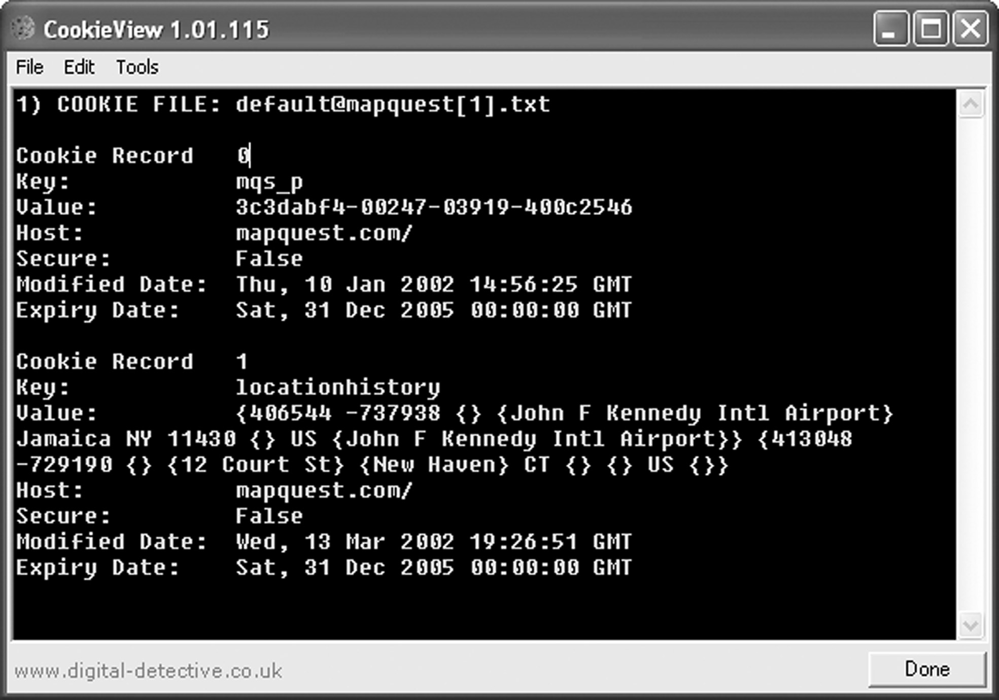 CookieView 1.01.115
File Edit Tools
1) COOKIE FILE: default@mapquest[1].txt
Cookie Record 0
Key: mqs_p
Value: 3c3dabf4-00247-03919-400c2546
Host: mapquest.com/
Secure: False
Modified Date: Thu, 10 Jan 2002 14:56:25 GMT
Expiry Date: Sat, 31 Dec 2005 00:00:00 GMT
Cookie Record 1
Key: locationhistory
Value: {406544 -737938 {} {John F Kennedy Intl Airport}
Jamaica NY 11430 {} US {John F Kennedy Intl Airport}} {413048
-729190 {} {12 Court St} {New Haven} CT {} {} US {}}
Host: mapquest.com/
Secure: False
Modified Date: Wed, 13 Mar 2002 19:26:51 GMT
Expiry Date: Sat, 31 Dec 2005 00:00:00 GMT
www.digital-detective.co.uk
Done